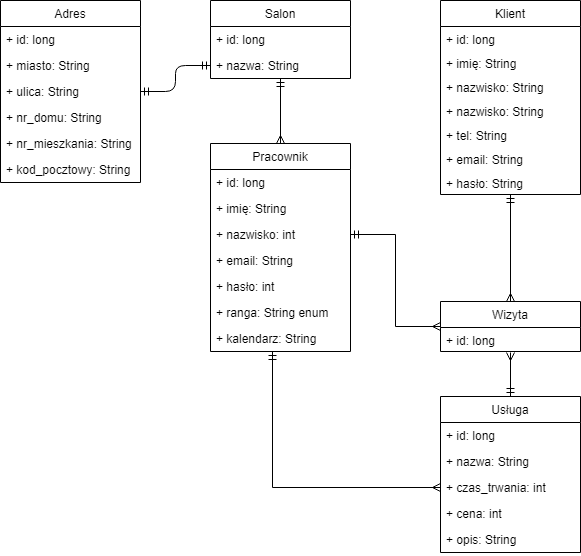 Adres
+ id: long
+ miasto: String
+ ulica: String
+ nr_domu: String
+ nr_mieszkania: String
+ kod_pocztowy: String
Salon
+ id: long
+ nazwa: String
Klient
+ id: long
+ imię: String
+ nazwisko: String
+ nazwisko: String
+ tel: String
+ email: String
+ hasło: String
Pracownik
+ id: long
+ imię: String
+ nazwisko: int
+ email: String
+ hasło: int
+ ranga: String enum
+ kalendarz: String
Wizyta
+ id: long
Usługa
+ id: long
+ nazwa: String
+ czas_trwania: int
+ cena: int
+ opis: String